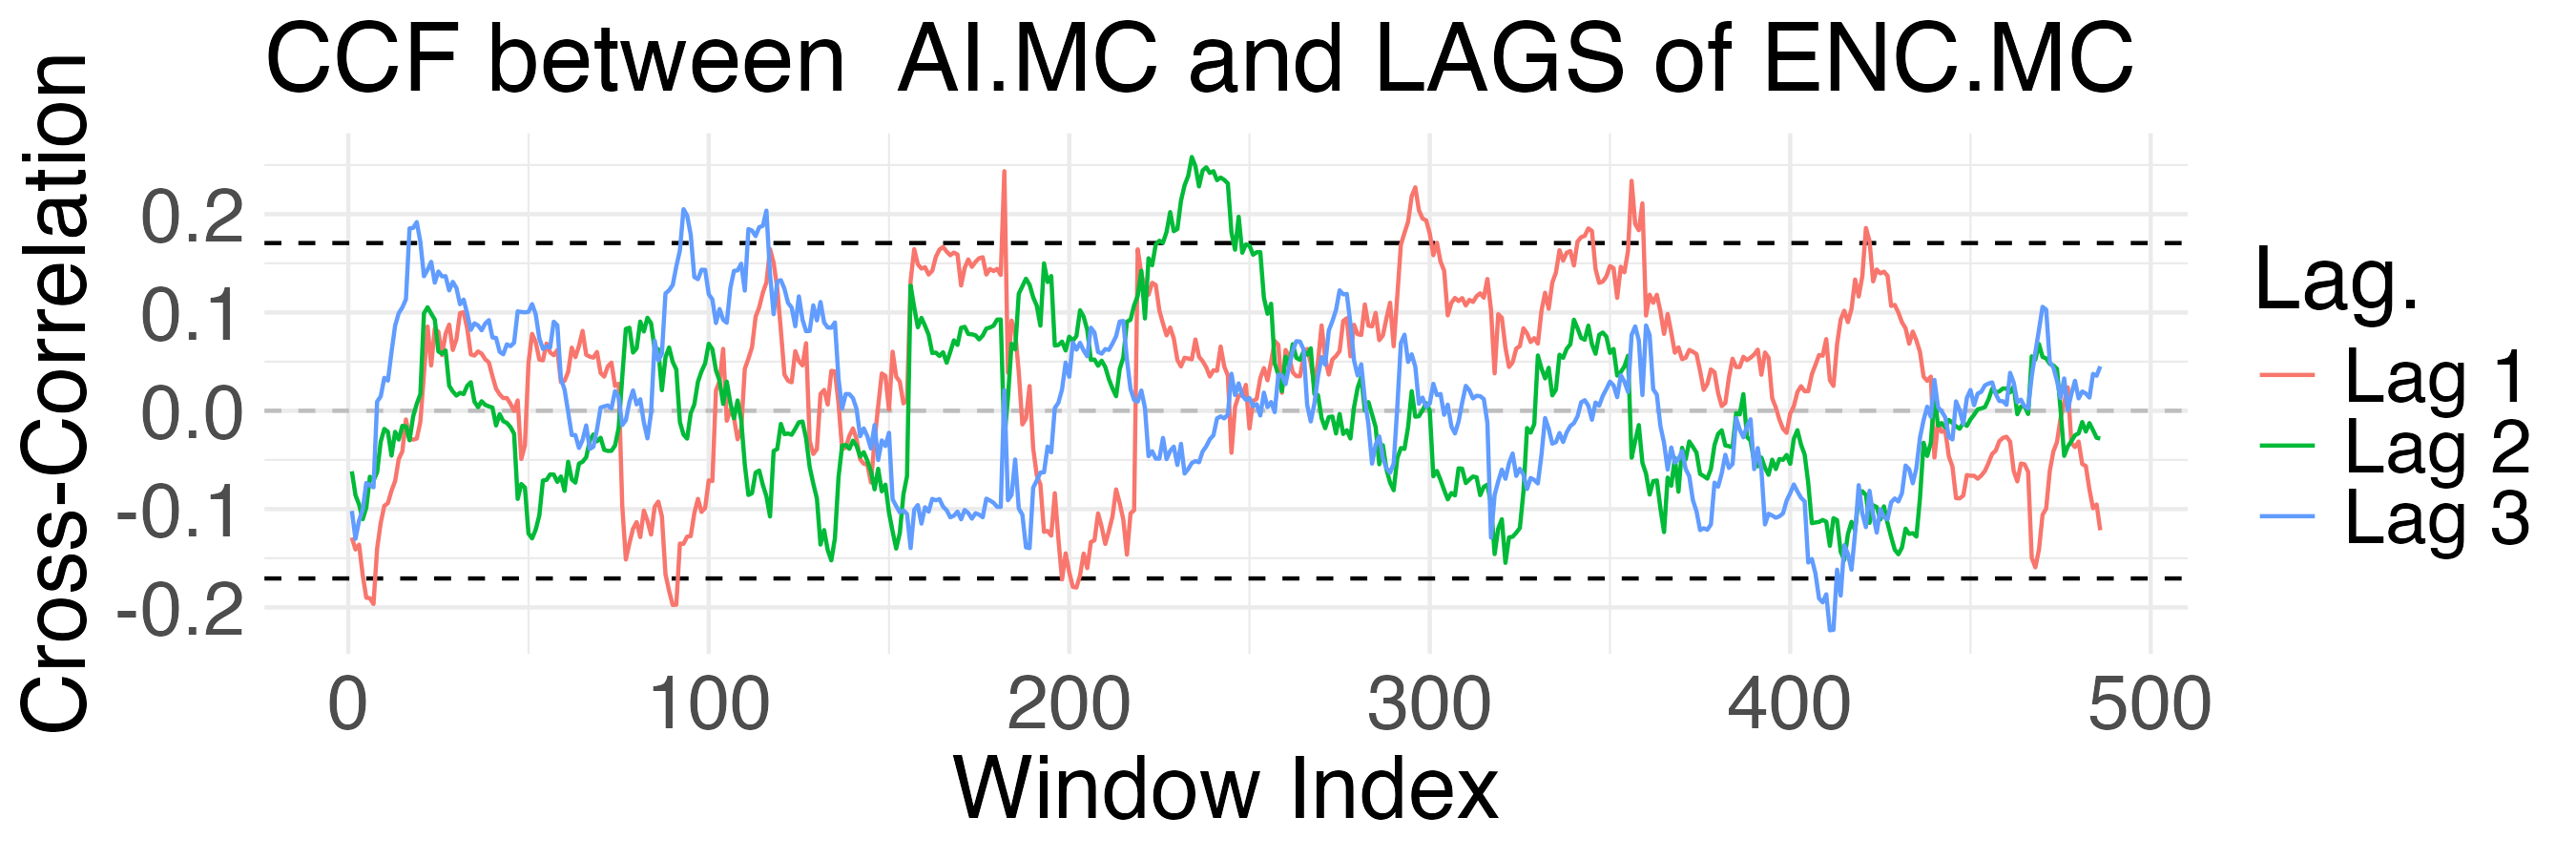 CCF between  AI.MC and LAGS of ENC.MC
Cross-Correlation
0.2
0.1
0.0
-0.1
-0.2
0 100 200 300 400 500
Window Index
Lag.
Lag 1
Lag 2
Lag 3